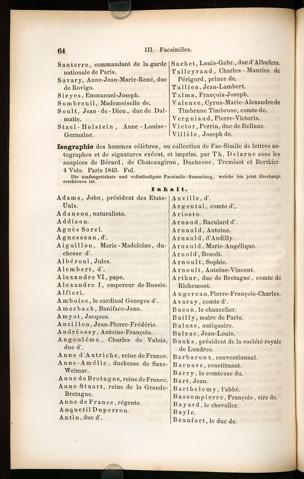 64
III. Facsimiles.
Santerre, commandant de la garde
nationale de Paris.
Savary, Anne-Jean-Marie-René, duc
de Rovigo.
Sieyes, Emmanuel-Joseph.
Sombreuil, Mademoiselle de.
Soult, Jean-de-Dieu, duc de Dal-
matie.
Stael-Holstein, Anne-Louise-
Germaine.
Suchet, Louis-Gabr., duc d'Albufera.
Talleyrand, Charles-Maurice de
Périgord, prince de.
Tallien, Jean-Lambert.
Talma, François-Joseph.
Valence, Cyrus-Marie-Alexandre de
Timbrune Timbrone, comte de.
Vergniaud, Pierre-Victorin.
Victor, Perrin, duc de Bellune.
Villèle, Joseph de.
Isographie des hommes célèbres, ou collection de Fac-Simile de lettres au-
tographes et de signatures exécut. et imprim. par Th. Delarue sous les
auspices de Bérard, de Chateaugiron, Duchesne, Tremisot et Berthier.
4 Vols. Paris 1843. Fol.
Die umfangreichste und vollständigste Facsimile-Sammlung, welche bis jetzt überhaupt
erschienen ist.
Inhalt.
Adams, John, président des Etats-
Unis.
Adanson, naturaliste.
Addison.
Agnès Sorel.
Aguesseau, d'.
Aiguillon, Marie-Madeleine, du-
chesse d'.
Albéroni, Jules.
Alembert, d'.
Alexandre VI, pape.
Alexandre I, empereur de Russie.
Alfieri.
Amboise, le cardinal Georges d'.
Amerbach, Boniface-Jean.
Amyot, Jacques.
Ancillon, Jean-Pierre-Frédéric.
Andréossy, Antoine-François.
Angoulême, Charles de Valois,
duc d'.
Anne d'Autriche, reine de France.
Anne-Amélie, duchesse de Saxe-
Weimar.
Anne de Bretagne, reine de France.
Anne Stuart, reine de la Grande-
Bretagne.
Anne de France, régente.
Anquetil Duperron.
Antin, duc d'.
Anville, d'.
Argental, comte d'.
Arioste.
Arnaud, Baculard d'.
Arnauld, Antoine.
Arnauld, d'Andilly.
Arnauld, Marie-Angélique.
Arnold, Benoit.
Arnoult, Sophie.
Arnoult, Antoine-Vincent.
Arthur, duc de Bretagne, comte de
Richemont.
Augereau, Pierre-François-Charles.
Avaray, comte d'.
Bacon, le chancelier.
Bailly, maire de Paris.
Baluze, antiquaire.
Balzac, Jean-Louis.
Banks, président de la société royale
de Londres.
Barbaroux, conventionnel.
Barnave, constituant.
Barry, la comtesse du.
Bart, Jean.
Barthelemy, l'abbé.
Bassompierre, François, sire de.
Bayard, le chevalier.
Bayle.
Beaufort, le duc de.